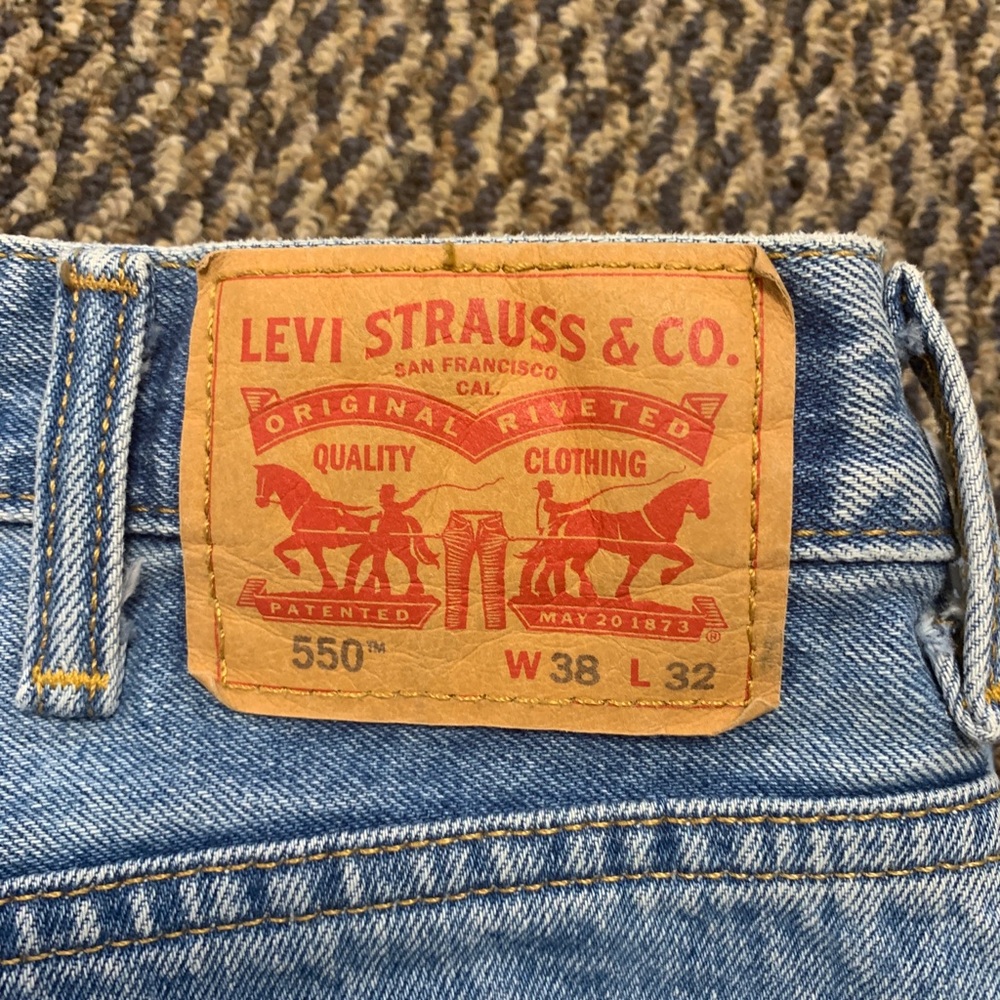 LEVI STRAUSS & CO.
SAN FRANCISCO
CAL.
ORIGINAL RIVETED
QUALITY CLOTHING
PATENTED MAY 20 1873 ®
550™ W 38 L 32